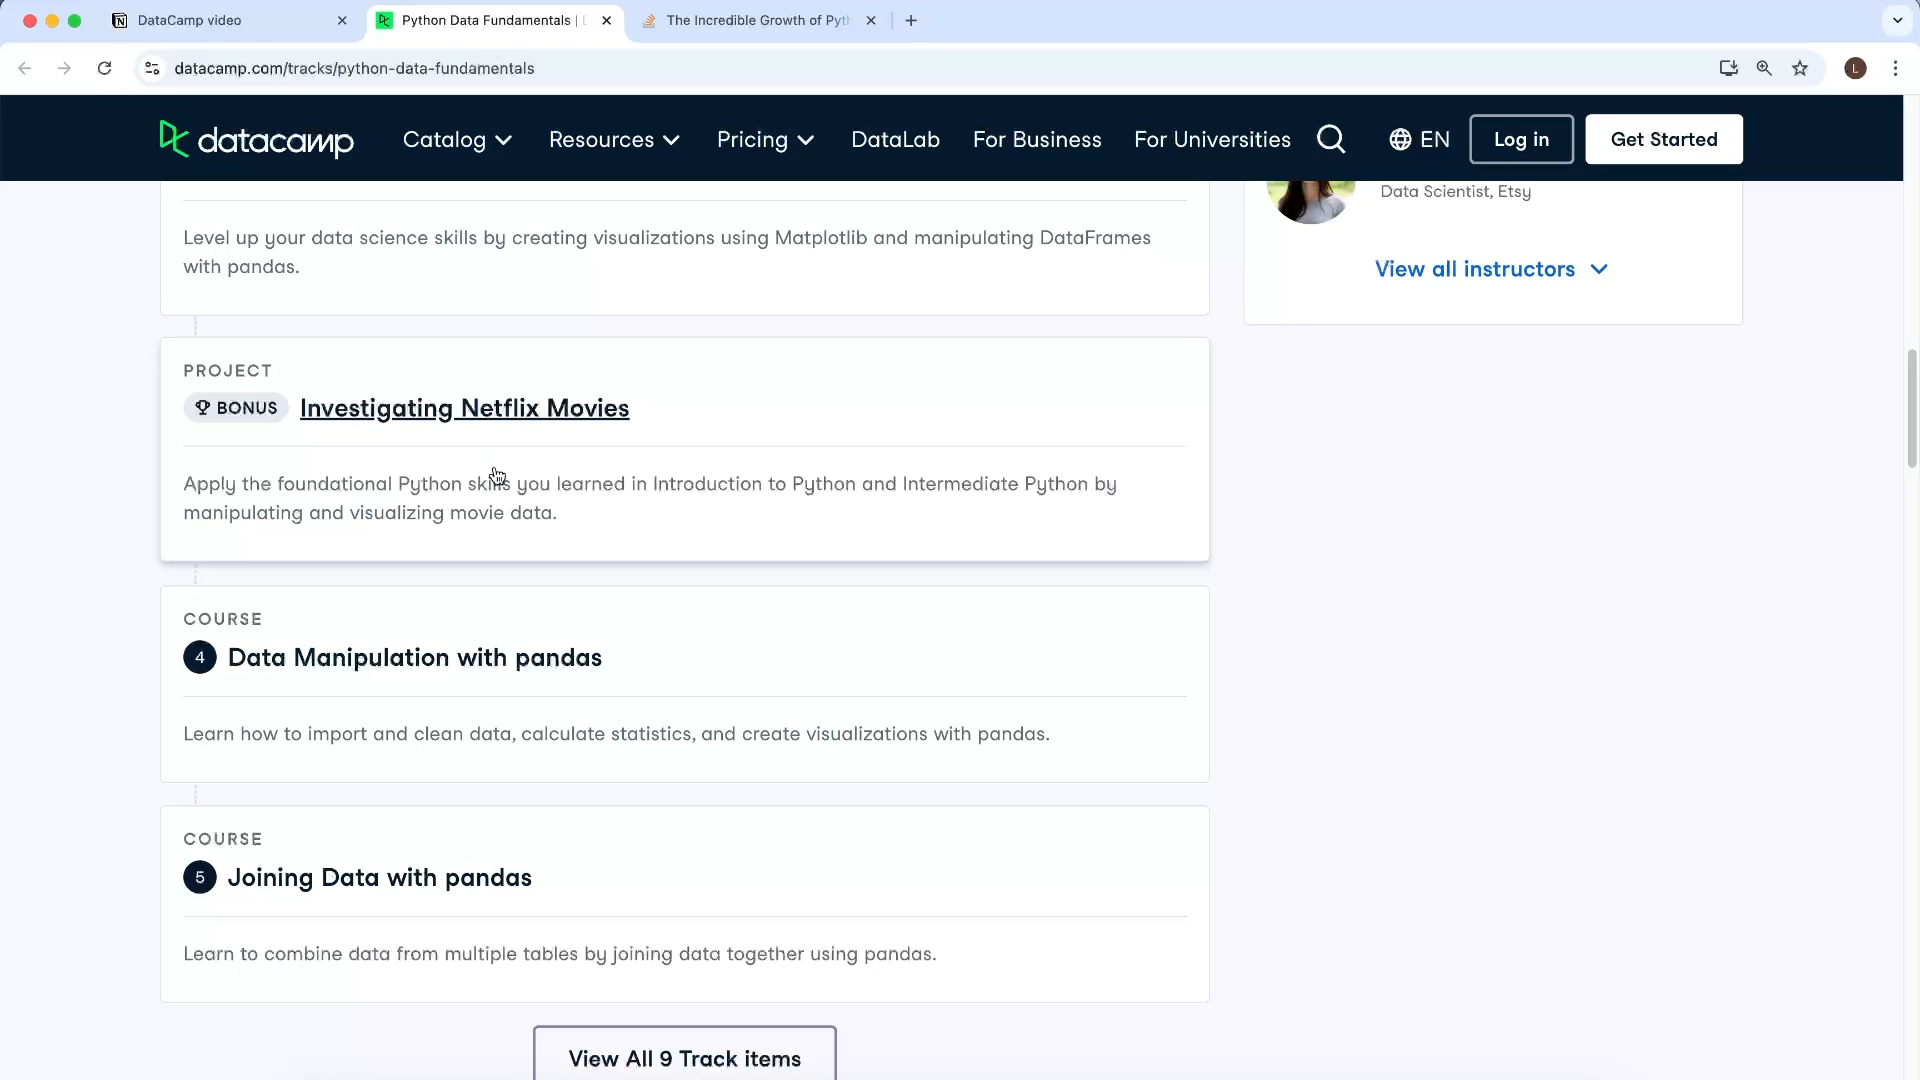 DataCamp video
Python Data Fundamentals |
The Incredible Growth of Pyth
datacamp.com/tracks/python-data-fundamentals
L
datacamp
Catalog
Resources
Pricing
DataLab
For Business
For Universities
EN
Log in
Get Started
Data Scientist, Etsy
View all instructors
Level up your data science skills by creating visualizations using Matplotlib and manipulating DataFrames
with pandas.
PROJECT
BONUS Investigating Netflix Movies
Apply the foundational Python skills you learned in Introduction to Python and Intermediate Python by
manipulating and visualizing movie data.
COURSE
4 Data Manipulation with pandas
Learn how to import and clean data, calculate statistics, and create visualizations with pandas.
COURSE
5 Joining Data with pandas
Learn to combine data from multiple tables by joining data together using pandas.
View All 9 Track items